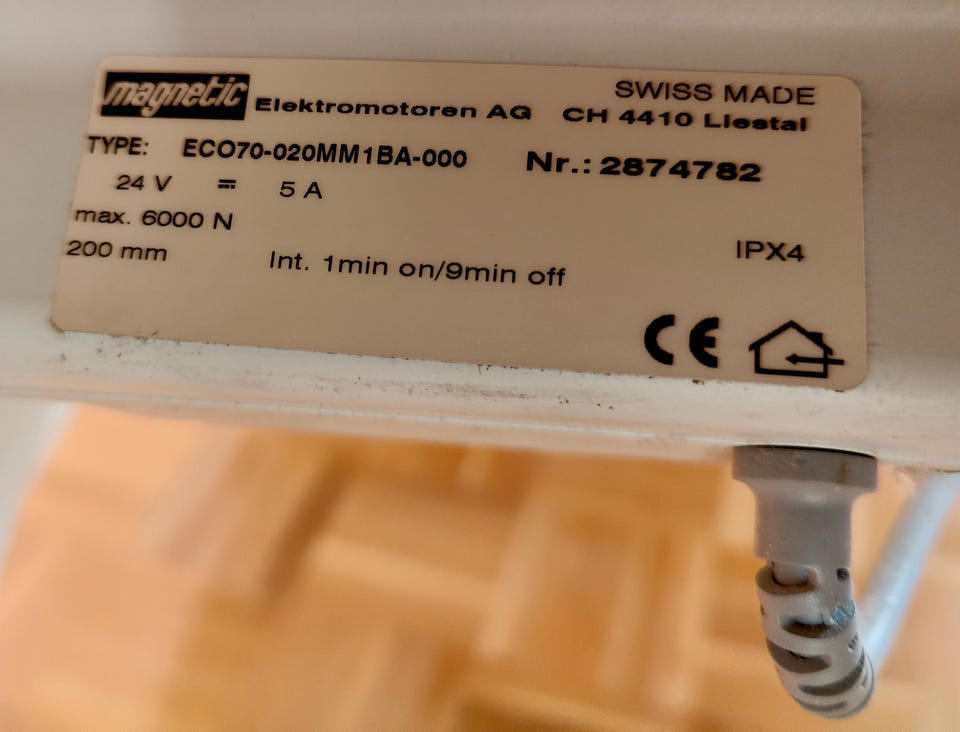 magnetic Elektromotoren AG SWISS MADE
CH 4410 Liestal
TYPE: ECO70-020MM1BA-000 Nr.: 2874782
24 V ⎓ 5 A
max. 6000 N
200 mm Int. 1min on/9min off IPX4
CE